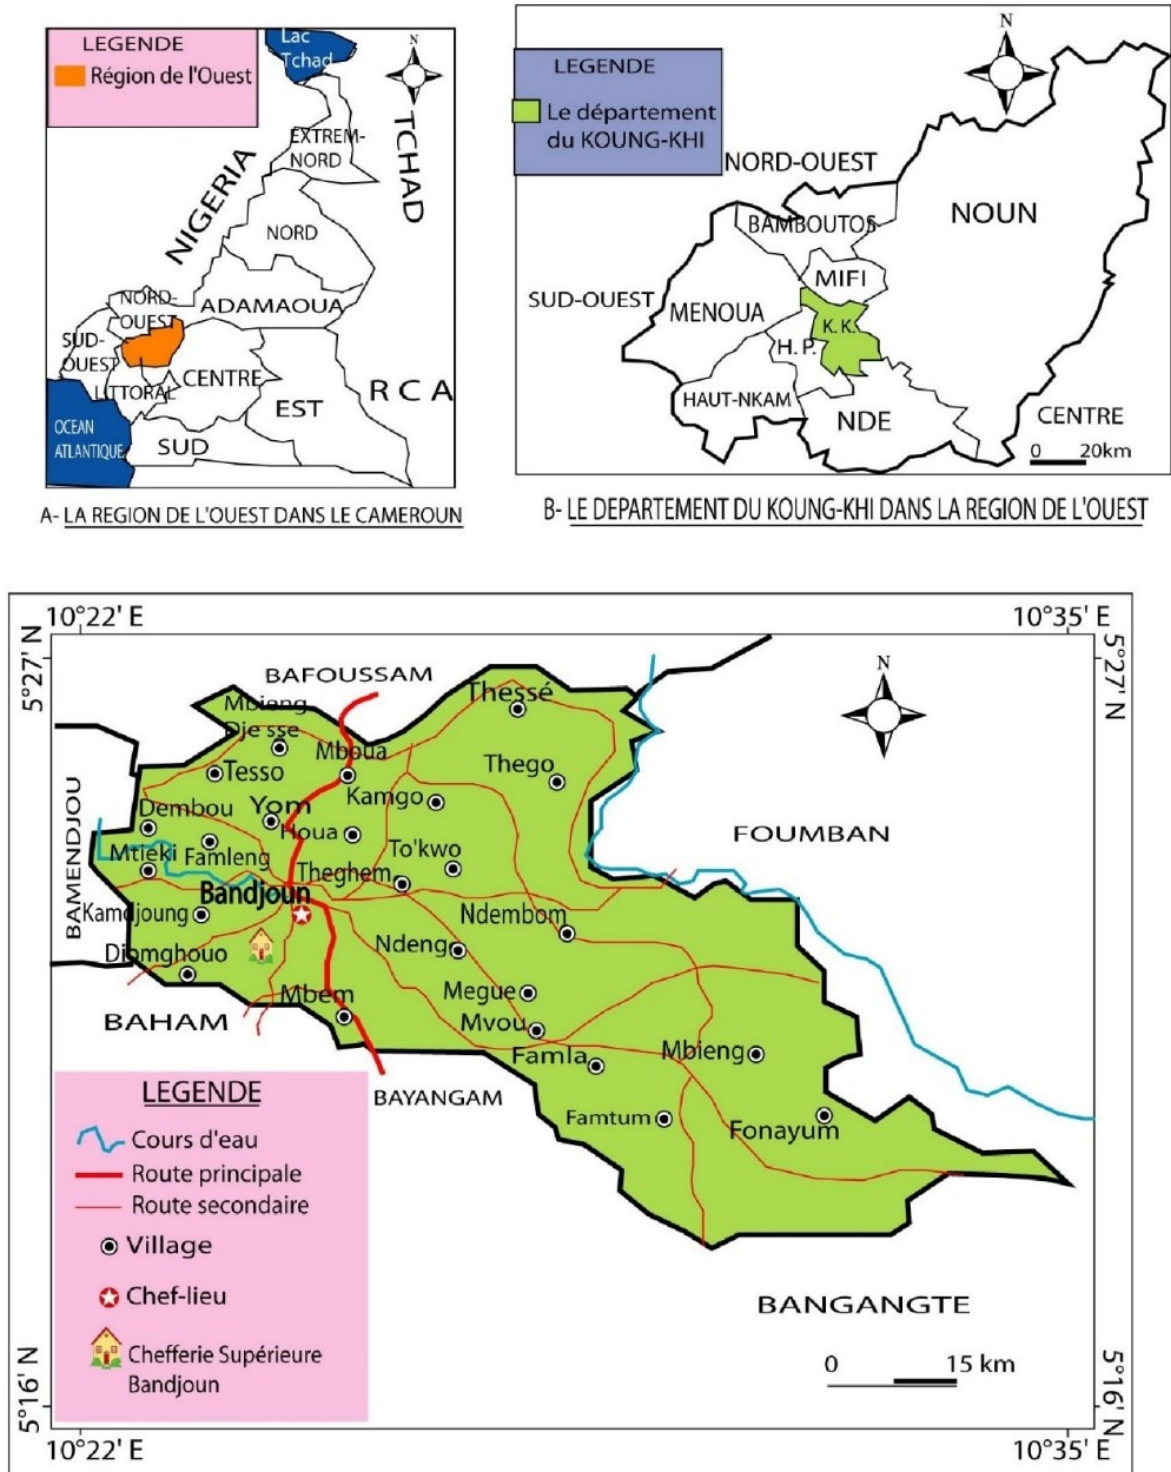 LEGENDE
Région de l'Ouest
Lac
Tchad
N
TCHAD
EXTREM-
NORD
NIGERIA
NORD
ADAMAOUA
NORD-
OUEST
SUD-
OUEST
LITTORAL
CENTRE
EST
R C A
OCEAN
ATLANTIQUE
SUD
A- LA REGION DE L'OUEST DANS LE CAMEROUN
LEGENDE
Le département
du KOUNG-KHI
N
NORD-OUEST
NOUN
BAMBOUTOS
MIFI
SUD-OUEST
MENOUA
K. K.
H. P.
HAUT-NKAM
NDE
CENTRE
0 20km
B- LE DEPARTEMENT DU KOUNG-KHI DANS LA REGION DE L'OUEST
10°22' E
10°35' E
5°27' N
5°27' N
N
BAFOUSSAM
Thessé
Mbieng
Dje sse
Mboua
Tesso
Thego
Kamgo
Dembou
Yom
Houa
FOUMBAN
BAMENDJOU
Mtieki
Famleng
To'kwo
Theghem
Bandjoun
Kamdjoung
Ndembom
Djomghouo
Ndeng
Mbem
Megue
BAHAM
Mvou
Famla
Mbieng
BAYANGAM
Famtum
Fonayum
LEGENDE
Cours d'eau
Route principale
Route secondaire
Village
Chef-lieu
Chefferie Supérieure
Bandjoun
BANGANGTE
0 15 km
5°16' N
5°16' N
10°22' E
10°35' E